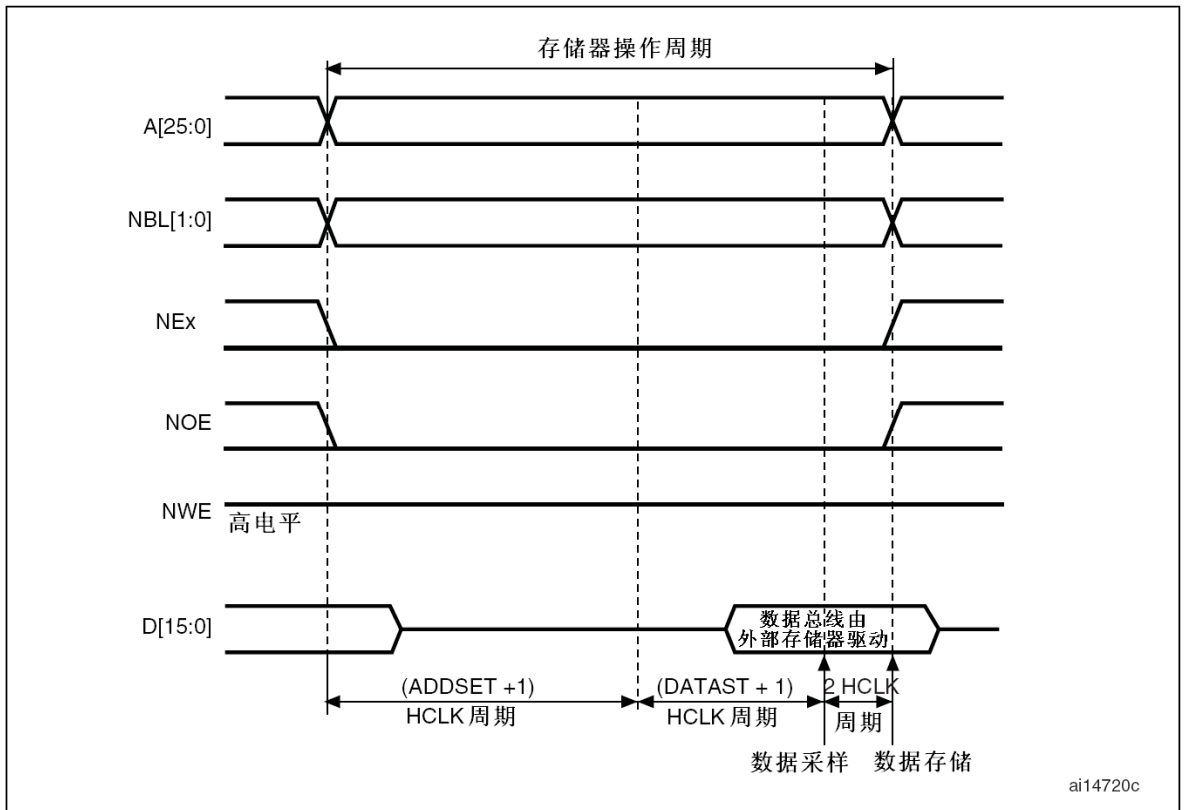 存储器操作周期
A[25:0]
NBL[1:0]
NEx
NOE
NWE
高电平
D[15:0]
数据总线由
外部存储器驱动
(ADDSET +1)
HCLK 周期
(DATAST + 1)
HCLK 周期
2 HCLK
周期
数据采样
数据存储
ai14720c